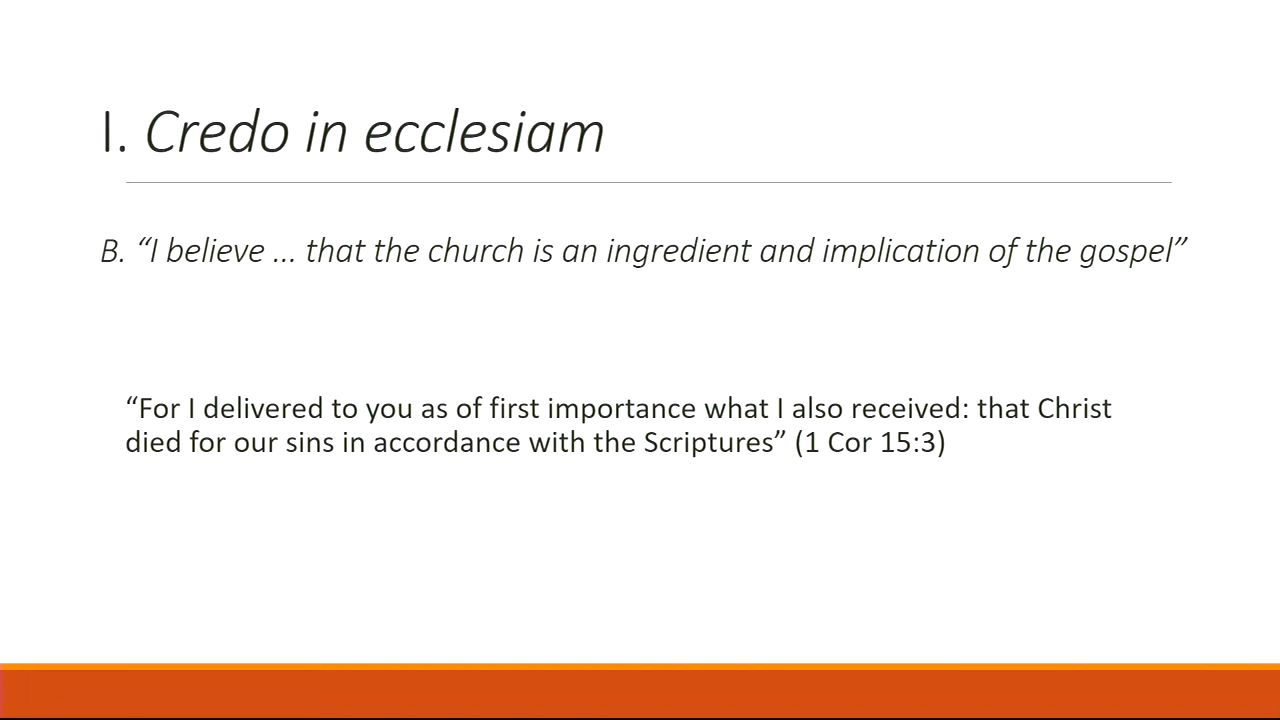 I. Credo in ecclesiam
B. “I believe ... that the church is an ingredient and implication of the gospel”
“For I delivered to you as of first importance what I also received: that Christ
died for our sins in accordance with the Scriptures” (1 Cor 15:3)